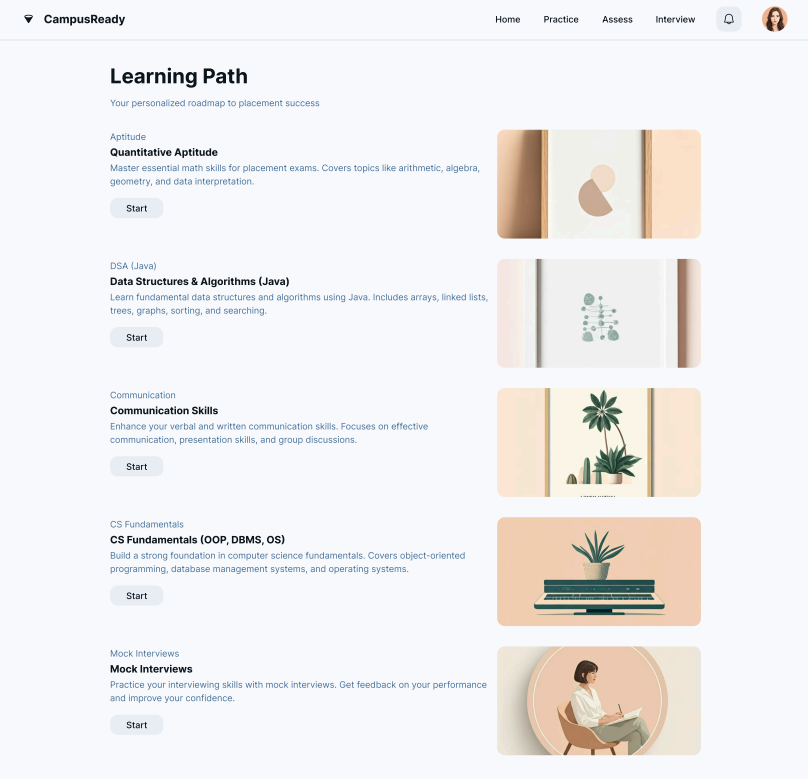 CampusReady
Home
Practice
Assess
Interview
Learning Path
Your personalized roadmap to placement success
Aptitude
Quantitative Aptitude
Master essential math skills for placement exams. Covers topics like arithmetic, algebra,
geometry, and data interpretation.
Start
DSA (Java)
Data Structures & Algorithms (Java)
Learn fundamental data structures and algorithms using Java. Includes arrays, linked lists,
trees, graphs, sorting, and searching.
Start
Communication
Communication Skills
Enhance your verbal and written communication skills. Focuses on effective
communication, presentation skills, and group discussions.
Start
CS Fundamentals
CS Fundamentals (OOP, DBMS, OS)
Build a strong foundation in computer science fundamentals. Covers object-oriented
programming, database management systems, and operating systems.
Start
Mock Interviews
Mock Interviews
Practice your interviewing skills with mock interviews. Get feedback on your performance
and improve your confidence.
Start